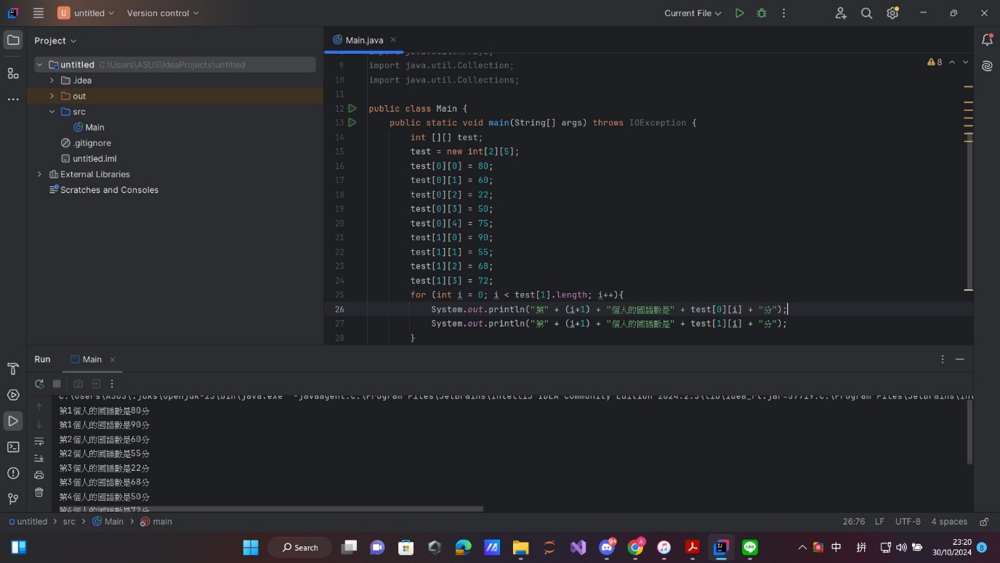 U untitled Version control Current File
Project
Main.java
untitled C:\Users\ASUS\IdeaProjects\untitled
.idea
out
src
Main
.gitignore
untitled.iml
External Libraries
Scratches and Consoles
8
9 import java.util.Collection;
10 import java.util.Collections;
11
12 public class Main {
13 public static void main(String[] args) throws IOException {
14 int [][] test;
15 test = new int[2][5];
16 test[0][0] = 80;
17 test[0][1] = 60;
18 test[0][2] = 22;
19 test[0][3] = 50;
20 test[0][4] = 75;
21 test[1][0] = 90;
22 test[1][1] = 55;
23 test[1][2] = 68;
24 test[1][3] = 72;
25 for (int i = 0; i < test[1].length; i++){
26 System.out.println("第" + (i+1) + "個人的國語數是" + test[0][i] + "分");
27 System.out.println("第" + (i+1) + "個人的國語數是" + test[1][i] + "分");
28 }
Run Main
第1個人的國語數是80分
第1個人的國語數是90分
第2個人的國語數是60分
第2個人的國語數是55分
第3個人的國語數是22分
第3個人的國語數是68分
第4個人的國語數是50分
第4個人的國語數是72分
untitled > src > Main > main 26:76 LF UTF-8 4 spaces
Search 中 拼 23:20
30/10/2024 8